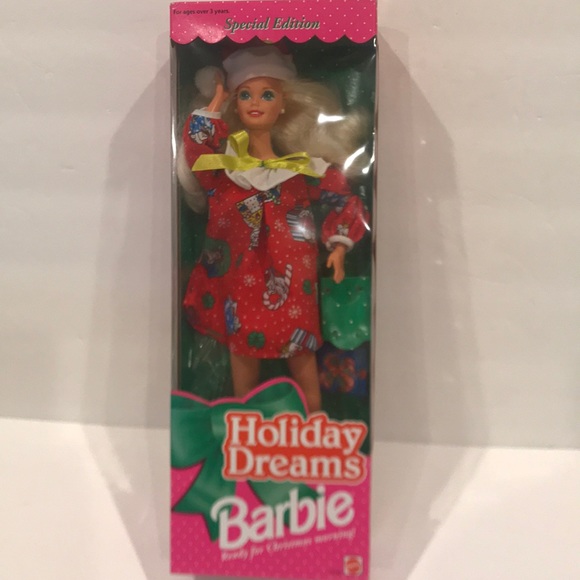 For ages over 3 years.
Special Edition
Holiday
Dreams
Barbie
Ready for Christmas morning!